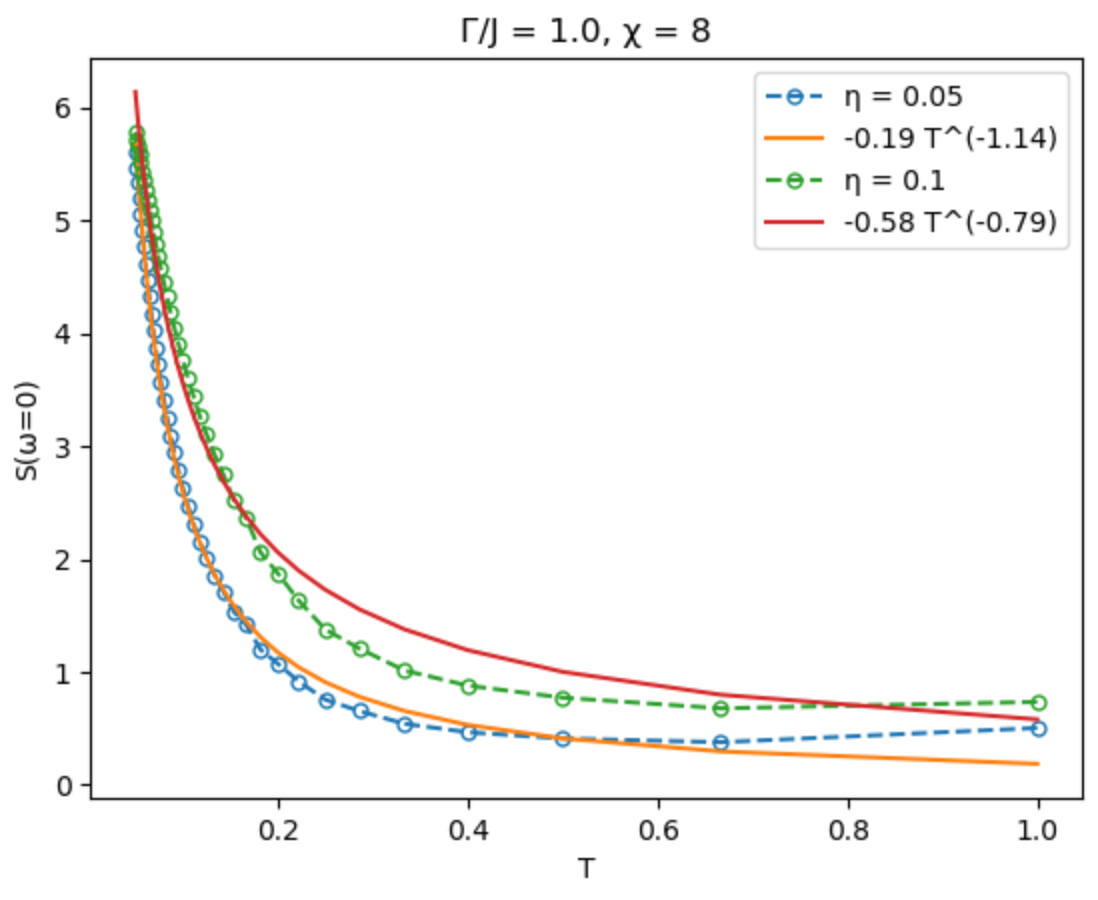 Γ/J = 1.0, χ = 8
η = 0.05
-0.19 T^(-1.14)
η = 0.1
-0.58 T^(-0.79)
S(ω=0)
6
5
4
3
2
1
0
0.2 0.4 0.6 0.8 1.0
T